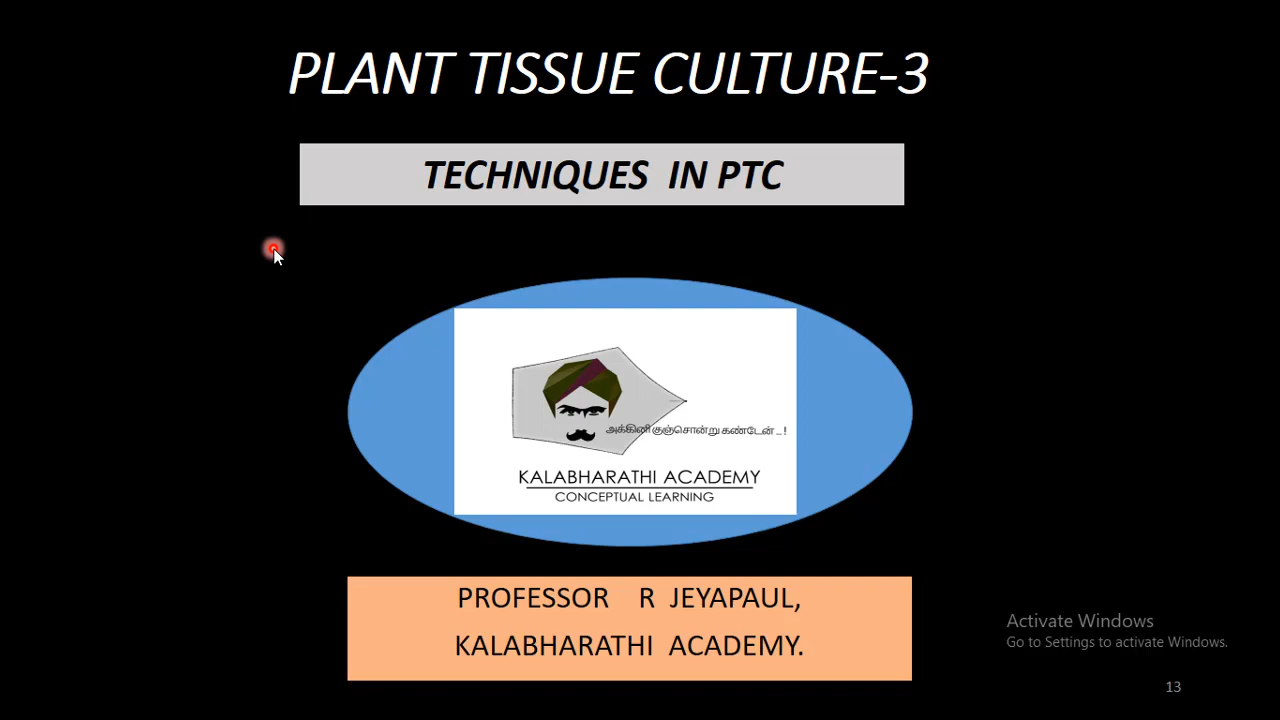 PLANT TISSUE CULTURE-3
TECHNIQUES IN PTC
அக்கினி குஞ்சொன்று கண்டேன் ...!
KALABHARATHI ACADEMY
CONCEPTUAL LEARNING
PROFESSOR R JEYAPAUL,
KALABHARATHI ACADEMY.
Activate Windows
Go to Settings to activate Windows.
13